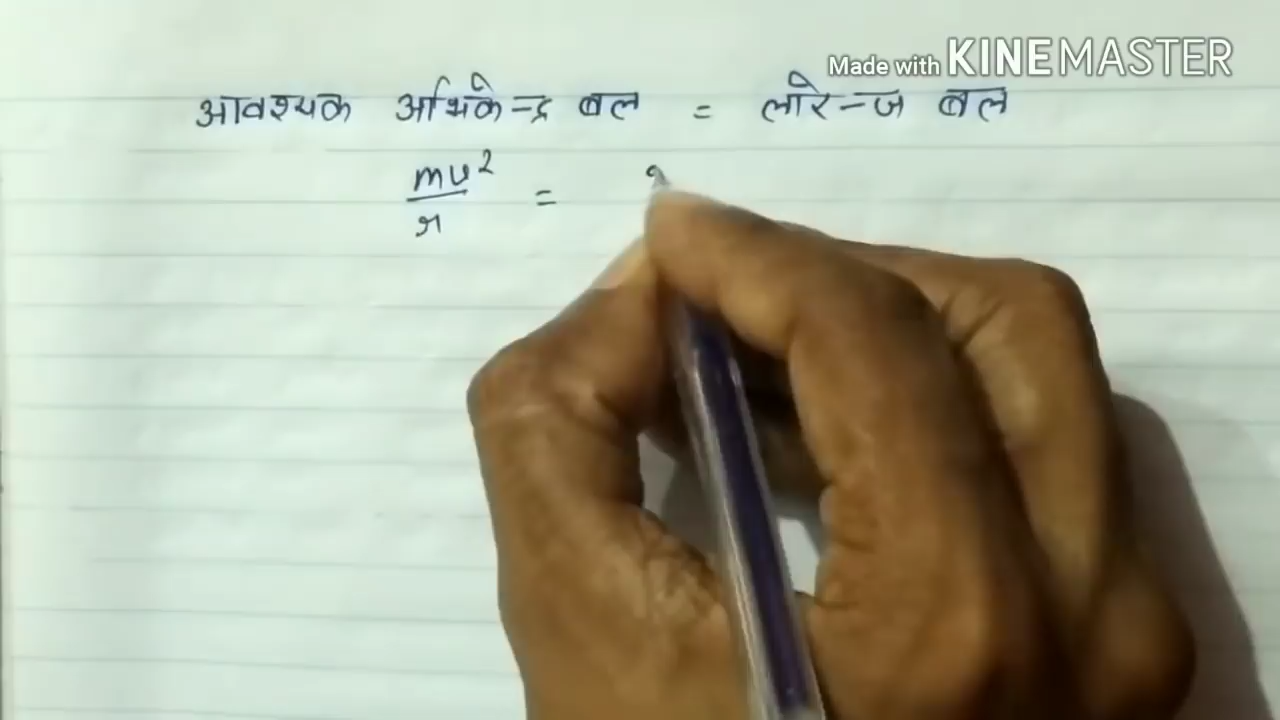 Made with KINEMASTER
आवश्यक अभिकेन्द्र बल = लोरेन्ज बल
mv²/r =